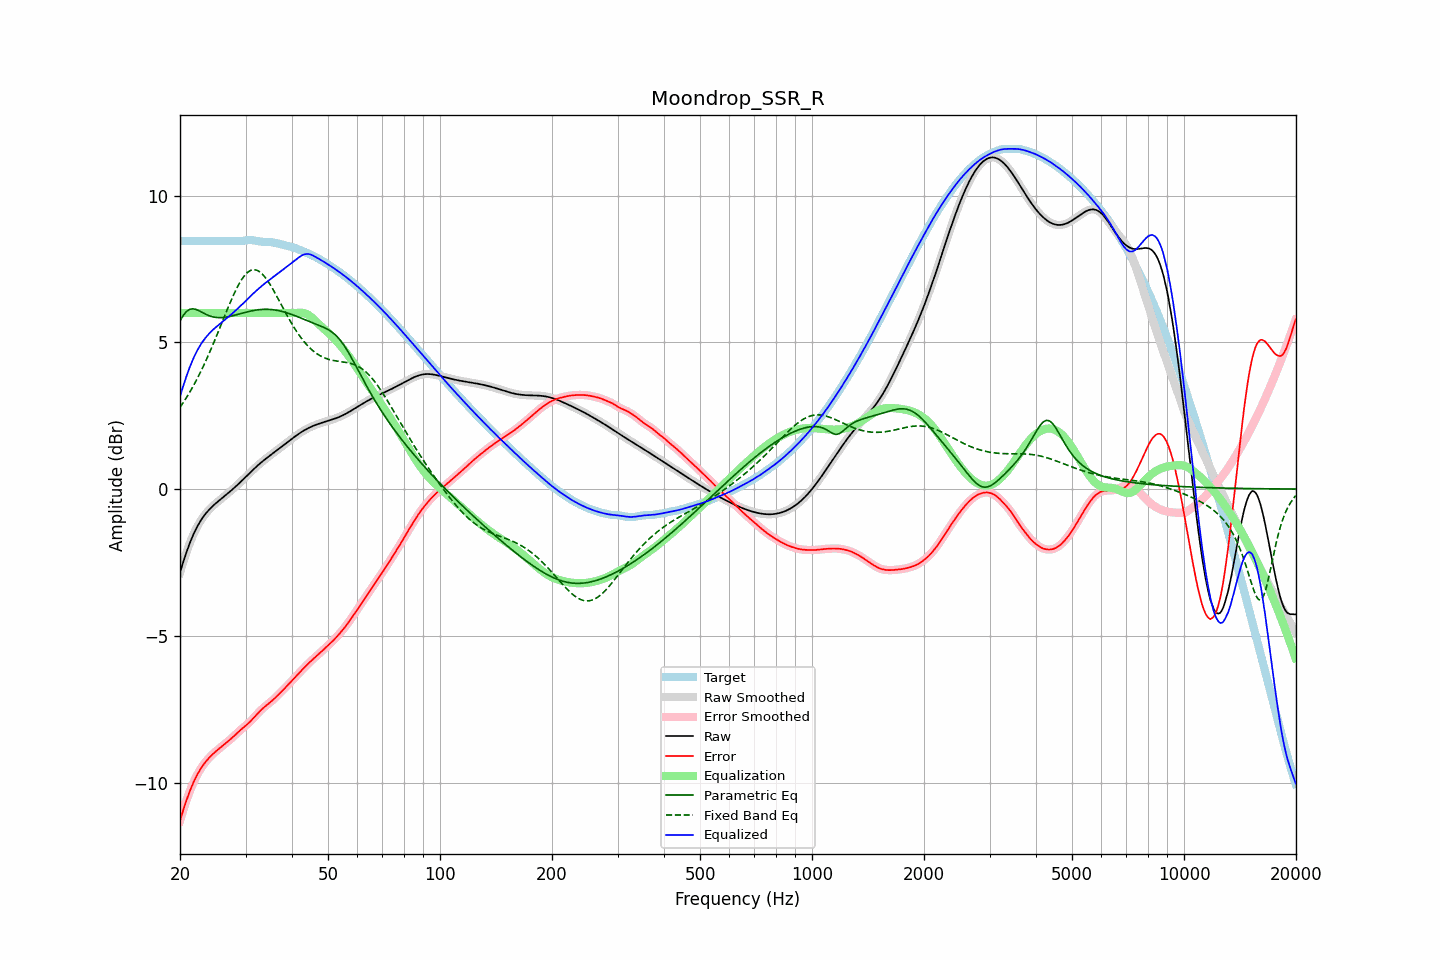 Moondrop_SSR_R
Amplitude (dBr)
10
5
0
−5
−10
Target
Raw Smoothed
Error Smoothed
Raw
Error
Equalization
Parametric Eq
Fixed Band Eq
Equalized
20 50 100 200 500 1000 2000 5000 10000 20000
Frequency (Hz)